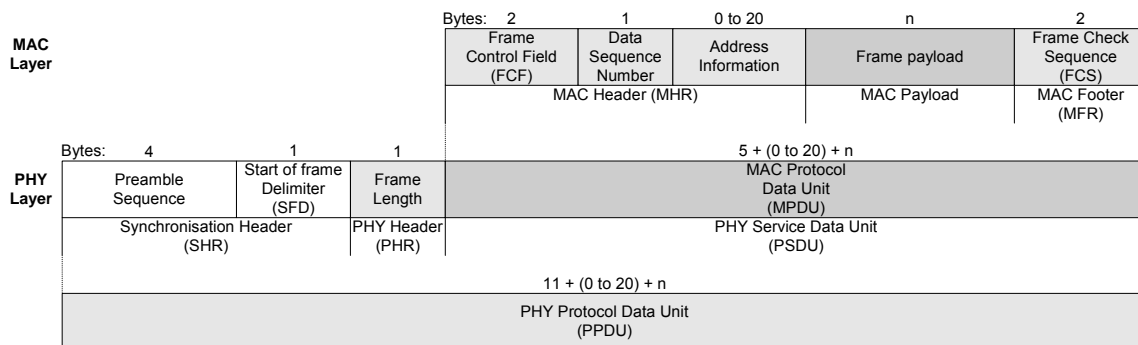 Bytes: 2 1 0 to 20 n 2
MAC
Layer
Frame
Control Field
(FCF)
Data
Sequence
Number
Address
Information
Frame payload
Frame Check
Sequence
(FCS)
MAC Header (MHR)
MAC Payload
MAC Footer
(MFR)
Bytes: 4 1 1 5 + (0 to 20) + n
PHY
Layer
Preamble
Sequence
Start of frame
Delimiter
(SFD)
Frame
Length
MAC Protocol
Data Unit
(MPDU)
Synchronisation Header
(SHR)
PHY Header
(PHR)
PHY Service Data Unit
(PSDU)
11 + (0 to 20) + n
PHY Protocol Data Unit
(PPDU)